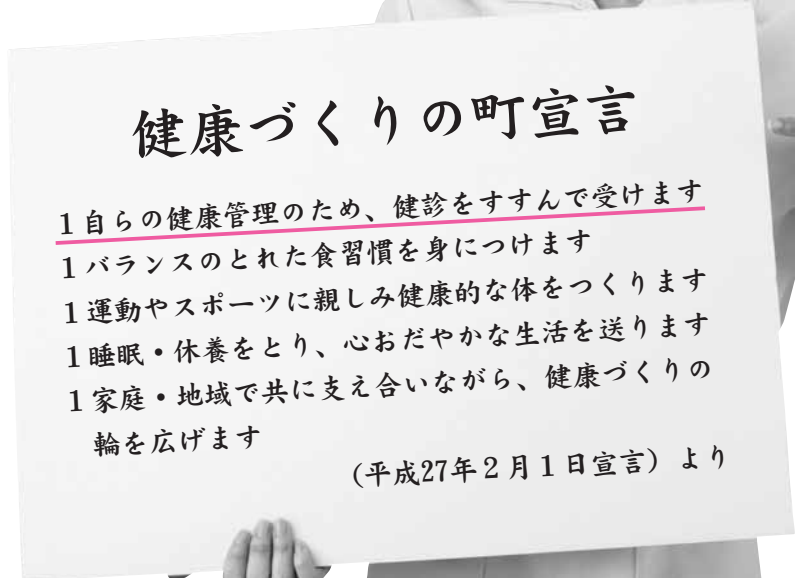 健康づくりの町宣言
1自らの健康管理のため、健診をすすんで受けます
1バランスのとれた食習慣を身につけます
1運動やスポーツに親しみ健康的な体をつくります
1睡眠・休養をとり、心おだやかな生活を送ります
1家庭・地域で共に支え合いながら、健康づくりの
輪を広げます
(平成27年2月1日宣言)より